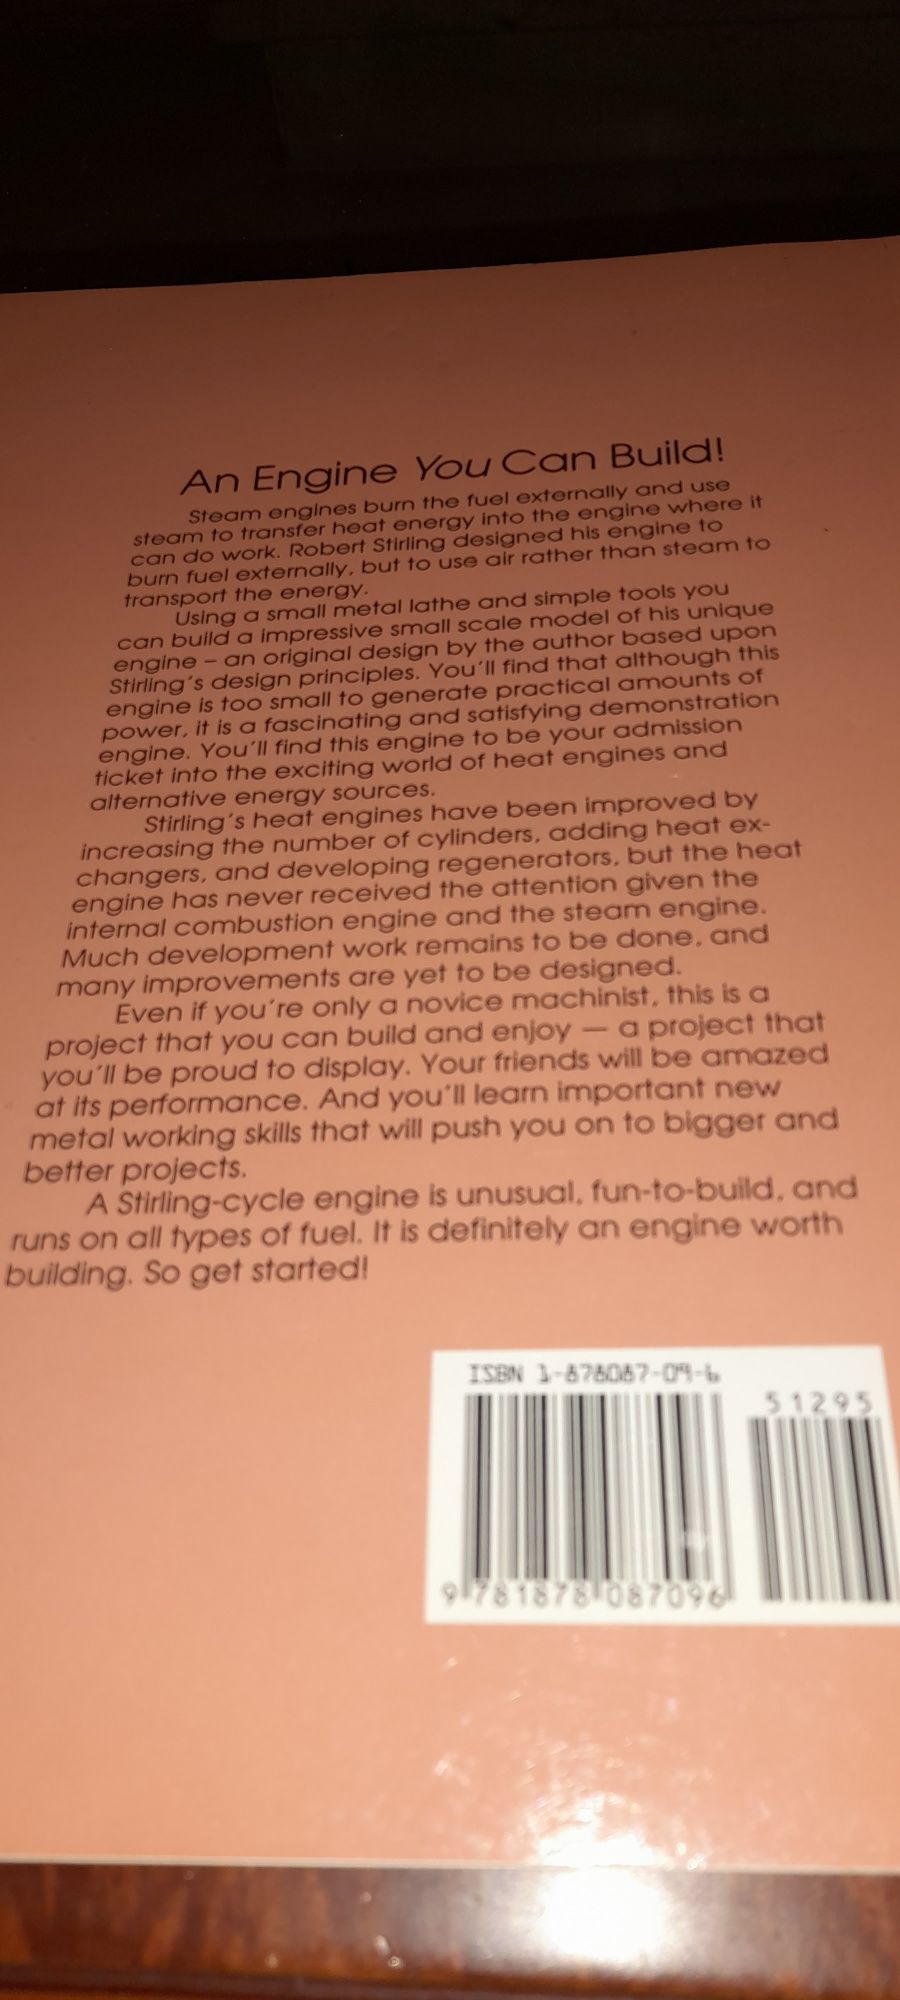 An Engine You Can Build!
Steam engines burn the fuel externally and use
steam to transfer heat energy into the engine where it
can do work. Robert Stirling designed his engine to
burn fuel externally, but to use air rather than steam to
transport the energy.
Using a small metal lathe and simple tools you
can build a impressive small scale model of his unique
engine – an original design by the author based upon
Stirling's design principles. You'll find that although this
engine is too small to generate practical amounts of
power, it is a fascinating and satisfying demonstration
engine. You'll find this engine to be your admission
ticket into the exciting world of heat engines and
alternative energy sources.
Stirling's heat engines have been improved by
increasing the number of cylinders, adding heat ex-
changers, and developing regenerators, but the heat
engine has never received the attention given the
internal combustion engine and the steam engine.
Much development work remains to be done, and
many improvements are yet to be designed.
Even if you're only a novice machinist, this is a
project that you can build and enjoy — a project that
you'll be proud to display. Your friends will be amazed
at its performance. And you'll learn important new
metal working skills that will push you on to bigger and
better projects.
A Stirling-cycle engine is unusual, fun-to-build, and
runs on all types of fuel. It is definitely an engine worth
building. So get started!
ISBN 1-878087-09-6
51295
9 781878 087096